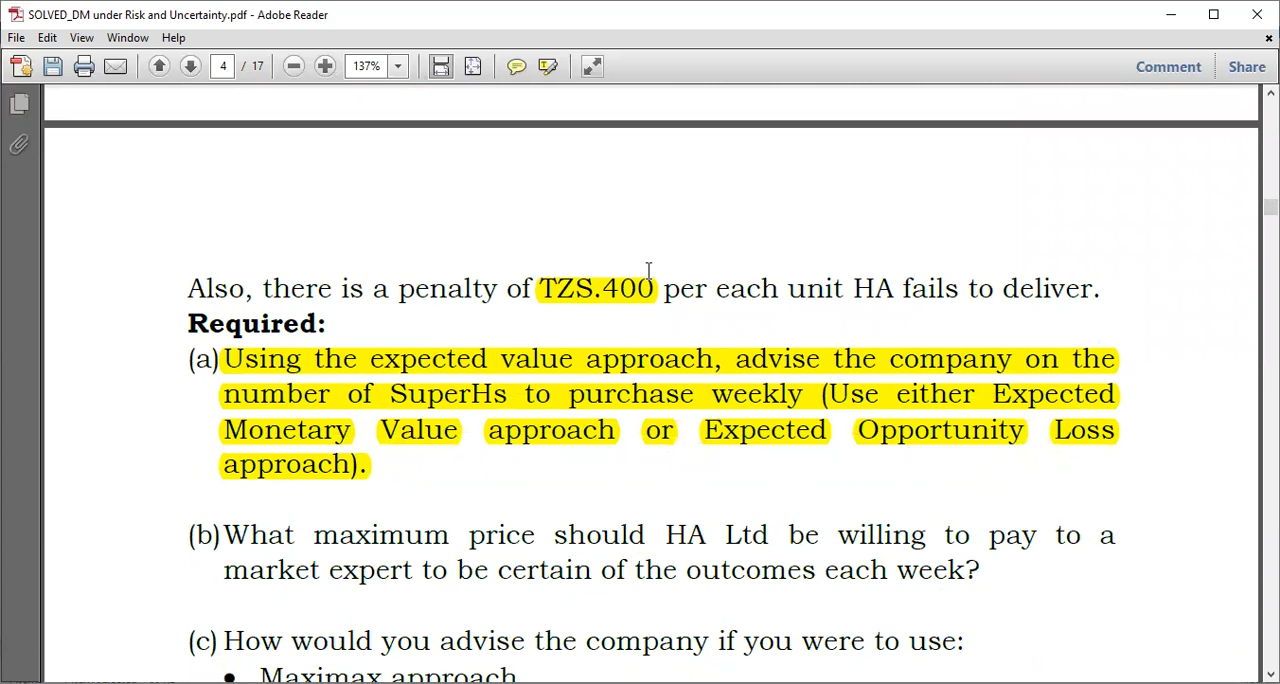 SOLVED_DM under Risk and Uncertainty.pdf - Adobe Reader
File Edit View Window Help
4 / 17 137% Comment Share
Also, there is a penalty of TZS.400 per each unit HA fails to deliver.
Required:
(a) Using the expected value approach, advise the company on the
number of SuperHs to purchase weekly (Use either Expected
Monetary Value approach or Expected Opportunity Loss
approach).
(b) What maximum price should HA Ltd be willing to pay to a
market expert to be certain of the outcomes each week?
(c) How would you advise the company if you were to use:
• Maximax approach